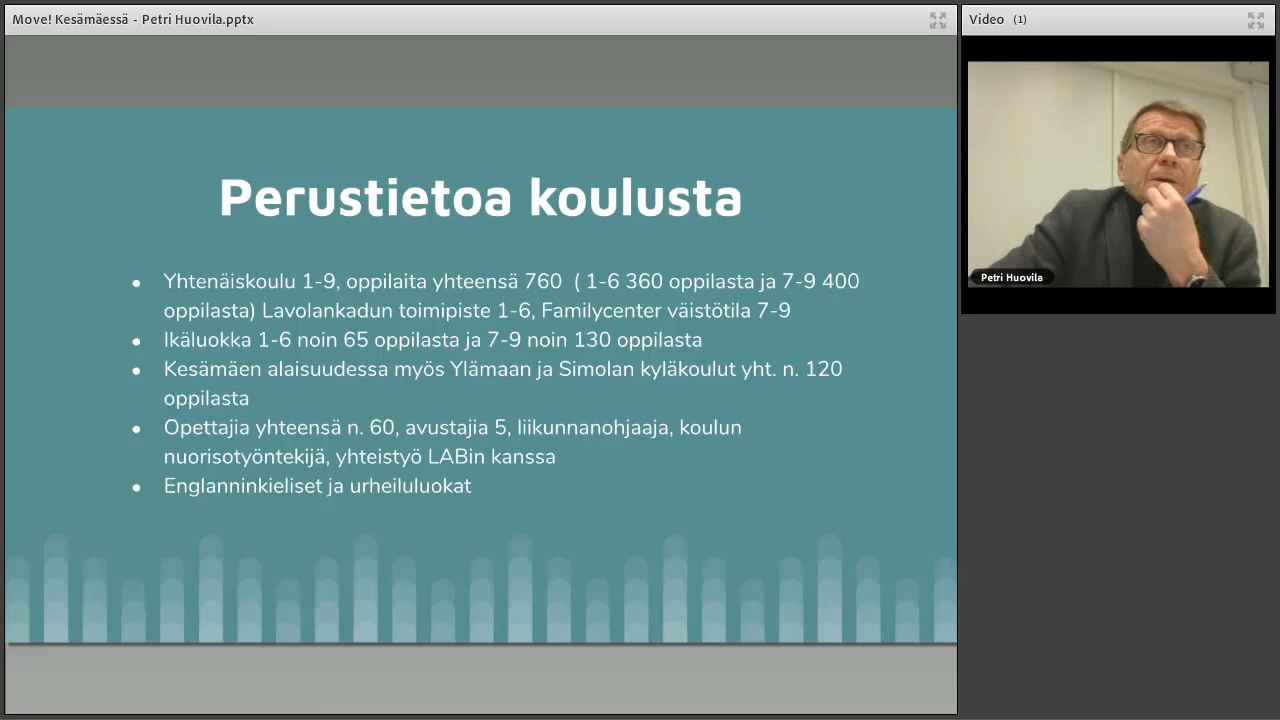 Move! Kesämäessä - Petri Huovila.pptx
Video (1)
Perustietoa koulusta
• Yhtenäiskoulu 1-9, oppilaita yhteensä 760 ( 1-6 360 oppilasta ja 7-9 400
oppilasta) Lavolankadun toimipiste 1-6, Familycenter väistötila 7-9
• Ikäluokka 1-6 noin 65 oppilasta ja 7-9 noin 130 oppilasta
• Kesämäen alaisuudessa myös Ylämaan ja Simolan kyläkoulut yht. n. 120
oppilasta
• Opettajia yhteensä n. 60, avustajia 5, liikunnanohjaaja, koulun
nuorisotyöntekijä, yhteistyö LABin kanssa
• Englanninkieliset ja urheiluluokat
Petri Huovila